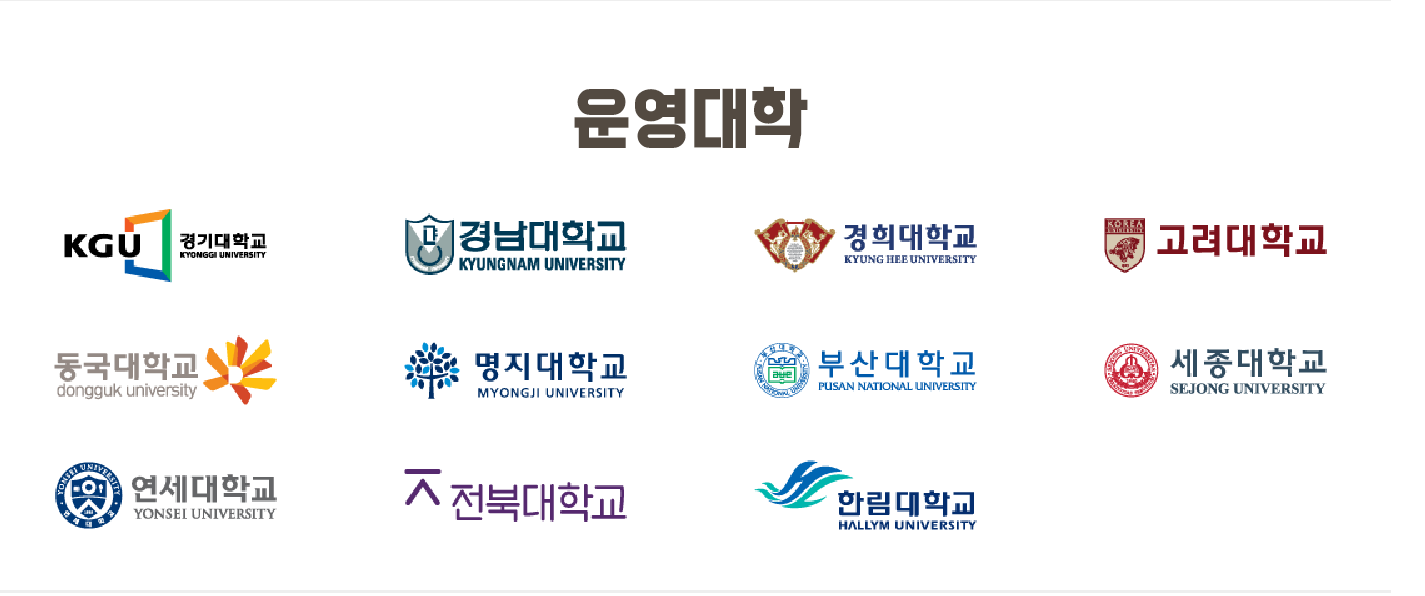 운영대학
KGU 경기대학교
KYONGGI UNIVERSITY
경남대학교
KYUNGNAM UNIVERSITY
경희대학교
KYUNG HEE UNIVERSITY
KOREA
고려대학교
동국대학교
dongguk university
명지대학교
MYONGJI UNIVERSITY
부산대학교
PUSAN NATIONAL UNIVERSITY
세종대학교
SEJONG UNIVERSITY
YONSEI UNIVERSITY
연세대학교
YONSEI UNIVERSITY
전북대학교
한림대학교
HALLYM UNIVERSITY